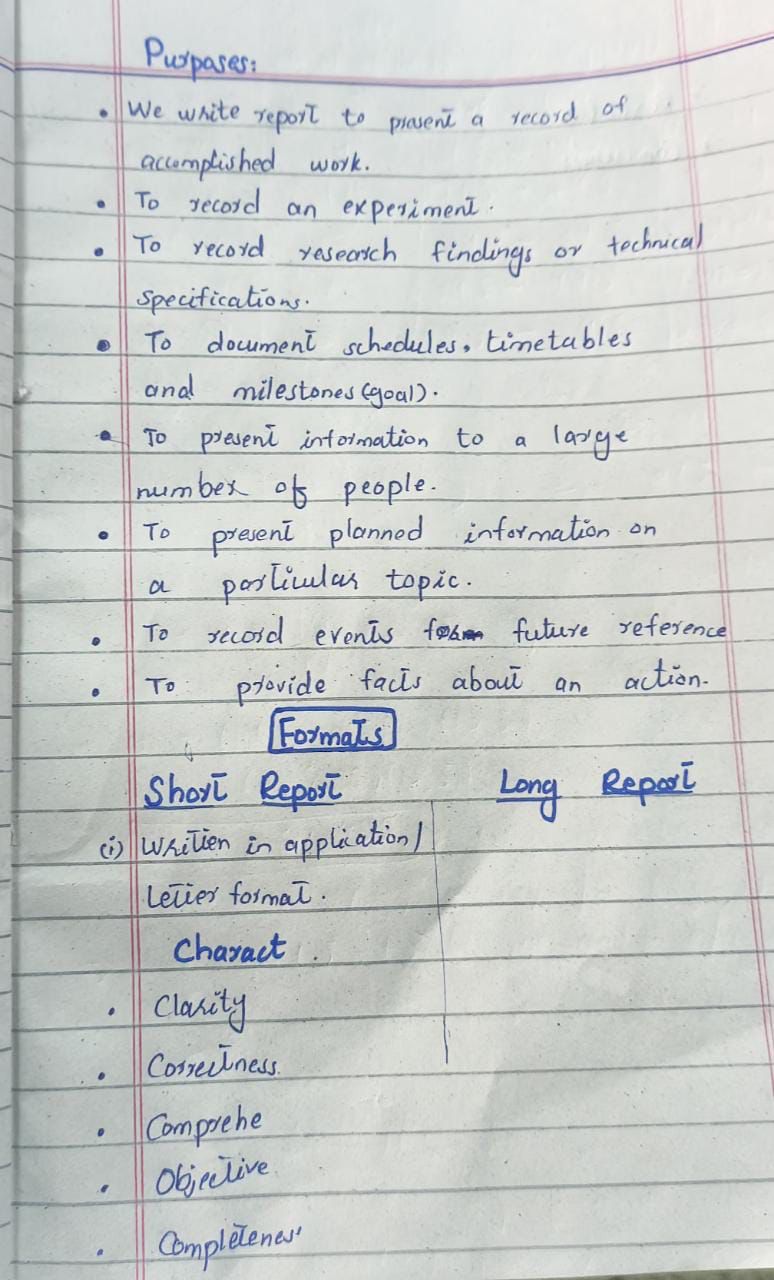 Purpases:
• We write report to present a record of
accomplished work.
• To record an experiment.
• To record research findings or technical
specifications.
• To document schedules, timetables
and milestones (goal).
• To present information to a large
number of people.
• To present planned information on
a particular topic.
• To record events for future reference
• To provide facts about an action.
Formats
Short Report Long Report
(i) Written in application/
letter format.
Charact.
• Clarity
• Correctness.
• Comprehe
• Objective
• Completenes